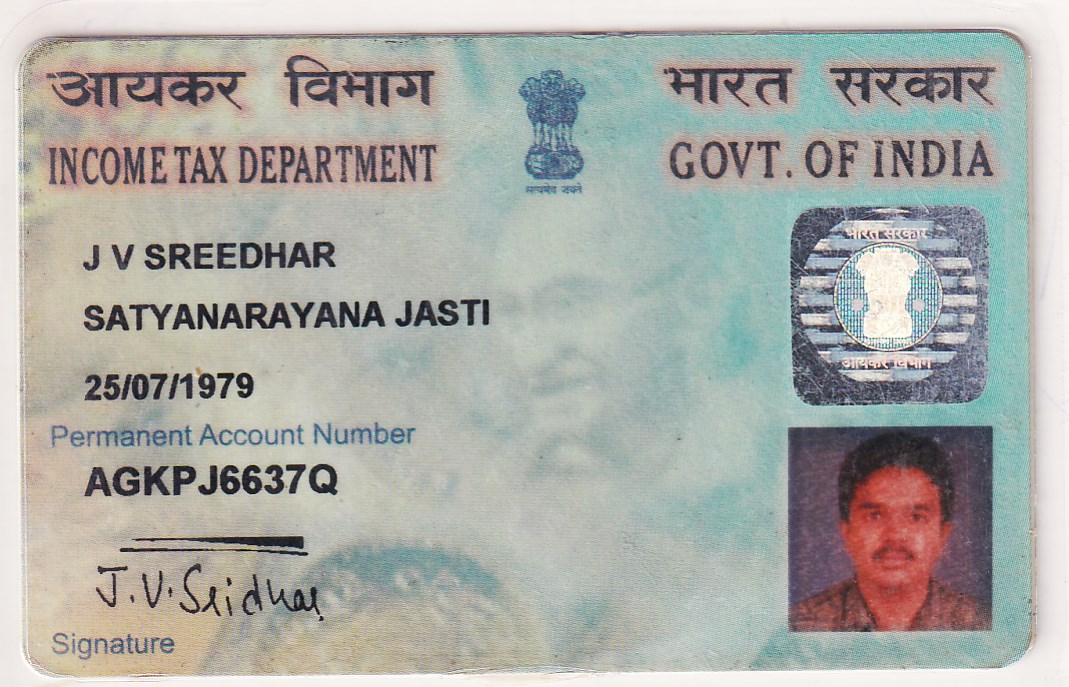 आयकर विभाग
भारत सरकार
INCOME TAX DEPARTMENT
GOVT. OF INDIA
सत्यमेव जयते
J V SREEDHAR
भारत सरकार
SATYANARAYANA JASTI
आयकर विभाग
25/07/1979
Permanent Account Number
AGKPJ6637Q
J.V.Sridhar
Signature